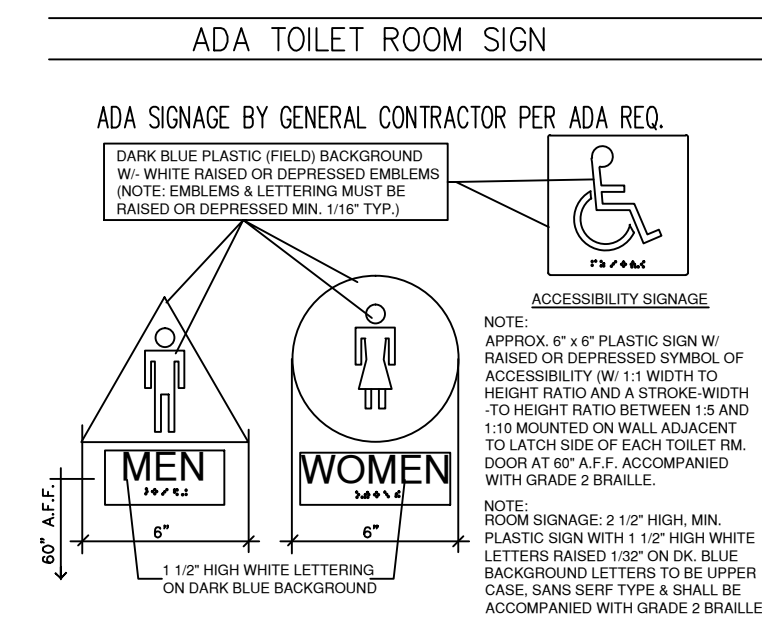 ADA TOILET ROOM SIGN
ADA SIGNAGE BY GENERAL CONTRACTOR PER ADA REQ.
DARK BLUE PLASTIC (FIELD) BACKGROUND
W/- WHITE RAISED OR DEPRESSED EMBLEMS
(NOTE: EMBLEMS & LETTERING MUST BE
RAISED OR DEPRESSED MIN. 1/16" TYP.)
ACCESSIBILITY SIGNAGE
NOTE:
APPROX. 6" x 6" PLASTIC SIGN W/
RAISED OR DEPRESSED SYMBOL OF
ACCESSIBILITY (W/ 1:1 WIDTH TO
HEIGHT RATIO AND A STROKE-WIDTH
-TO HEIGHT RATIO BETWEEN 1:5 AND
1:10 MOUNTED ON WALL ADJACENT
TO LATCH SIDE OF EACH TOILET RM.
DOOR AT 60" A.F.F. ACCOMPANIED
WITH GRADE 2 BRAILLE.
NOTE:
ROOM SIGNAGE: 2 1/2" HIGH, MIN.
PLASTIC SIGN WITH 1 1/2" HIGH WHITE
LETTERS RAISED 1/32" ON DK. BLUE
BACKGROUND LETTERS TO BE UPPER
CASE, SANS SERF TYPE & SHALL BE
ACCOMPANIED WITH GRADE 2 BRAILLE
MEN
WOMEN
60" A.F.F.
6"
6"
1 1/2" HIGH WHITE LETTERING
ON DARK BLUE BACKGROUND